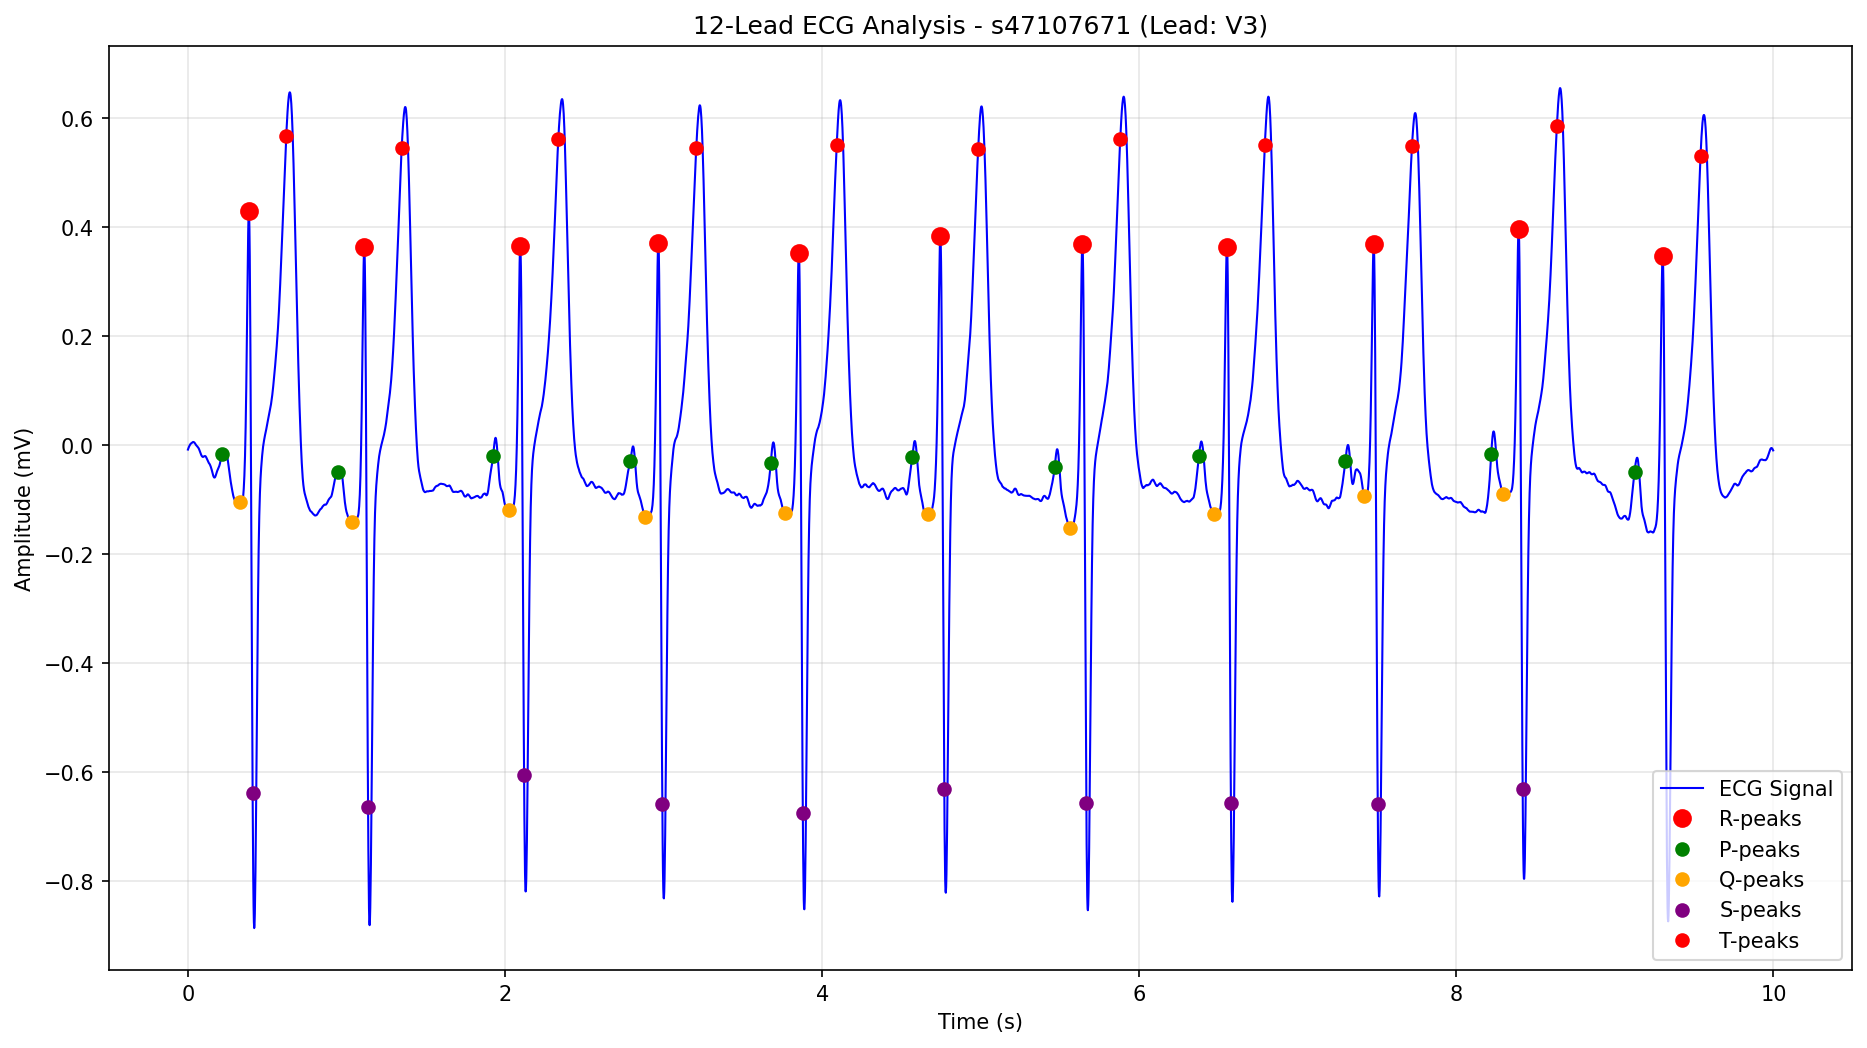 12-Lead ECG Analysis - s47107671 (Lead: V3)
Amplitude (mV)
0.6
0.4
0.2
0.0
−0.2
−0.4
−0.6
−0.8
0 2 4 6 8 10
Time (s)
ECG Signal
R-peaks
P-peaks
Q-peaks
S-peaks
T-peaks